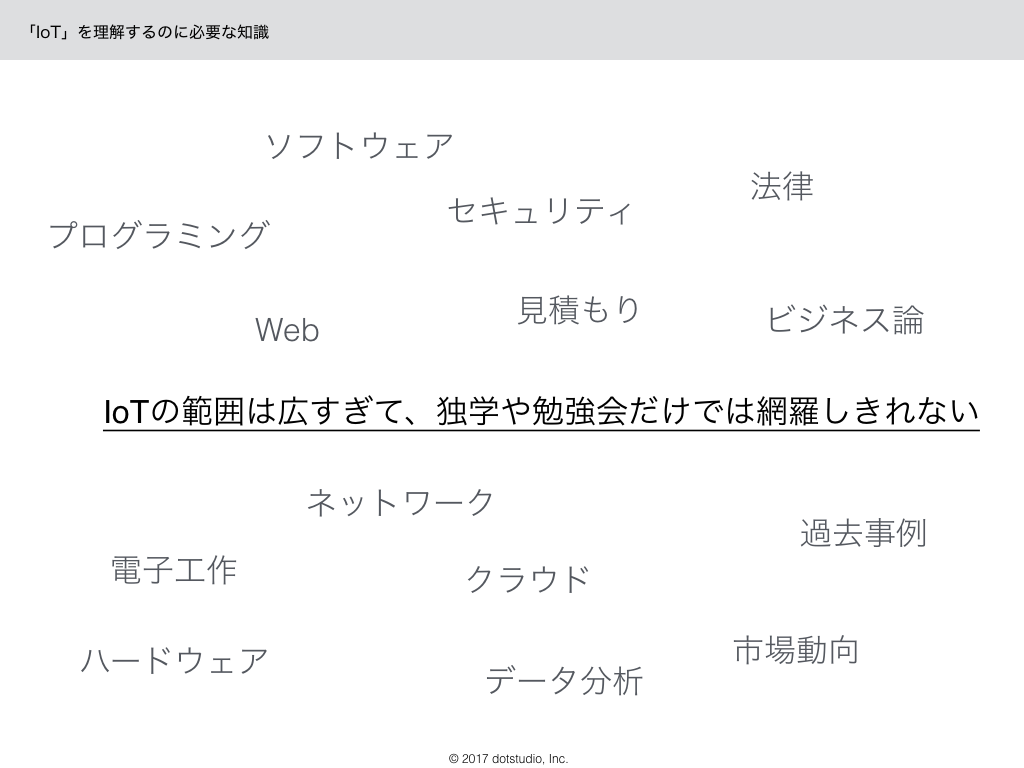 「IoT」を理解するのに必要な知識
ソフトウェア
法律
セキュリティ
プログラミング
見積もり
ビジネス論
Web
IoTの範囲は広すぎて、独学や勉強会だけでは網羅しきれない
ネットワーク
過去事例
電子工作
クラウド
市場動向
ハードウェア
データ分析
© 2017 dotstudio, Inc.